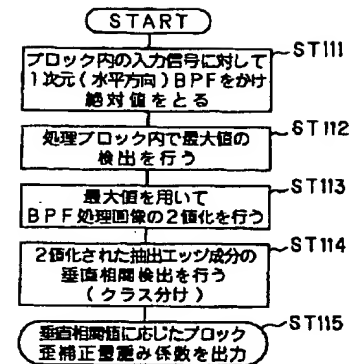 START
ST111
ブロック内の入力信号に対して
1次元(水平方向)BPFをかけ
絶対値をとる
ST112
処理ブロック内で最大値の
検出を行う
ST113
最大値を用いて
BPF処理画像の2値化を行う
ST114
2値化された抽出エッジ成分の
垂直相関検出を行う
(クラス分け)
ST115
垂直相関値に応じたブロック
歪補正量重み係数を出力